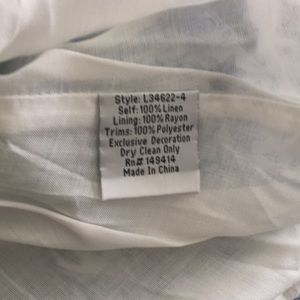 Style: L34622-4
Self: 100% Linen
Lining: 100% Rayon
Trims: 100% Polyester
Exclusive Decoration
Dry Clean Only
Rn# 149414
Made In China